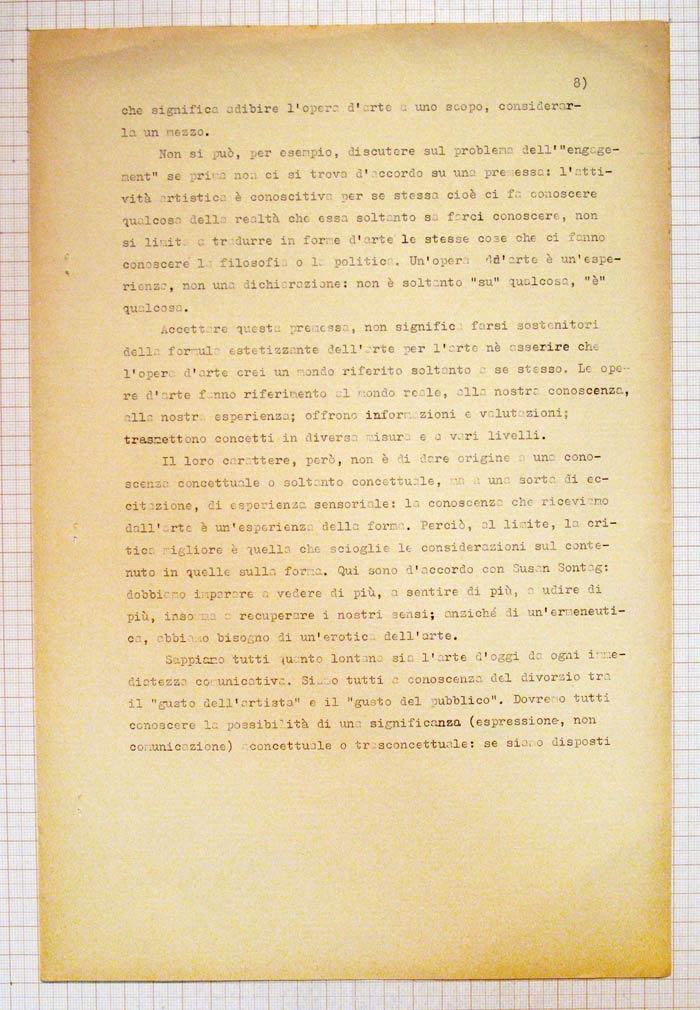 8)
che significa adibire l'opera d'arte a uno scopo, considerar-
la un mezzo.
Non si può, per esempio, discutere sul problema dell'"engage-
ment" se prima non ci si trova d'accordo su una premessa: l'atti-
vità artistica è conoscitiva per se stessa cioè ci fa conoscere
qualcosa della realtà che essa soltanto sa farci conoscere, non
si limita a tradurre in forme d'arte le stesse cose che ci fanno
conoscere la filosofia o la politica. Un'opera dd'arte è un'espe-
rienza, non una dichiarazione: non è soltanto "su" qualcosa, "è"
qualcosa.
Accettare questa premessa, non significa farsi sostenitori
della formula estetizzante dell'arte per l'arte nè asserire che
l'opera d'arte crei un mondo riferito soltanto a se stesso. Le ope-
re d'arte fanno riferimento al mondo reale, alla nostra conoscenza,
alla nostra esperienza; offrono informazioni e valutazioni;
trasmettono concetti in diversa misura e a vari livelli.
Il loro carattere, però, non è di dare origine a una cono-
scenza concettuale o soltanto concettuale, ma a una sorta di ec-
citazione, di esperienza sensoriale: la conoscenza che riceviamo
dall'arte è un'esperienza della forma. Perciò, al limite, la cri-
tica migliore è quella che scioglie le considerazioni sul conte-
nuto in quelle sulla forma. Qui sono d'accordo con Susan Sontag:
dobbiamo imparare a vedere di più, a sentire di più, a udire di
più, insomma a recuperare i nostri sensi; anziché di un'ermeneuti-
ca, abbiamo bisogno di un'erotica dell'arte.
Sappiamo tutti quanto lontana sia l'arte d'oggi da ogni imme-
diatezza comunicativa. Siamo tutti a conoscenza del divorzio tra
il "gusto dell'artista" e il "gusto del pubblico". Dovremo tutti
conoscere la possibilità di una significanza (espressione, non
comunicazione) aconcettuale o trasconcettuale: se siamo disposti